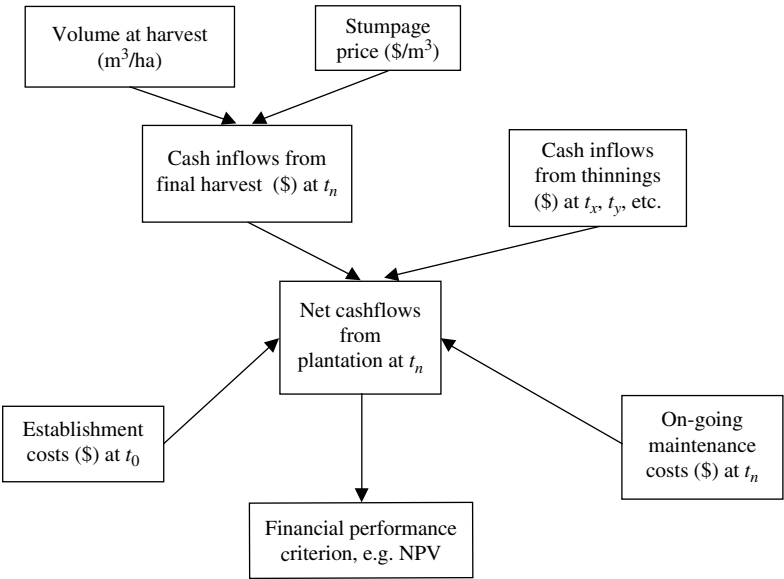 Volume at harvest
(m³/ha)
Stumpage
price ($/m³)
Cash inflows from
final harvest ($) at tₙ
Cash inflows
from thinnings
($) at tₓ, t_y, etc.
Net cashflows
from
plantation at tₙ
Establishment
costs ($) at t₀
On-going
maintenance
costs ($) at tₙ
Financial performance
criterion, e.g. NPV